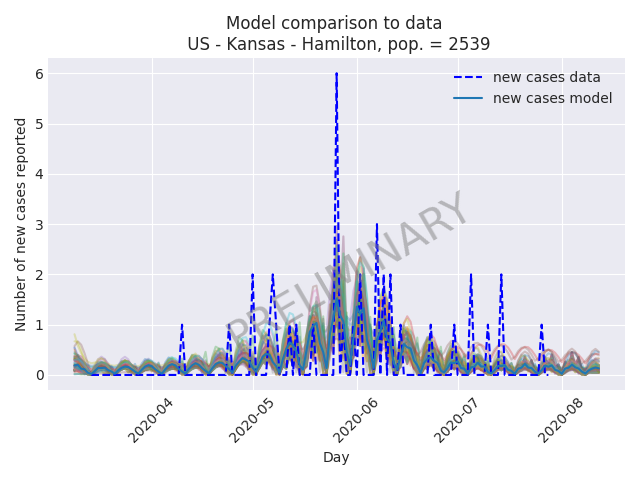 Model comparison to data
US - Kansas - Hamilton, pop. = 2539
new cases data
new cases model
Number of new cases reported
6
5
4
3
2
1
0
PRELIMINARY
2020-04
2020-05
2020-06
2020-07
2020-08
Day